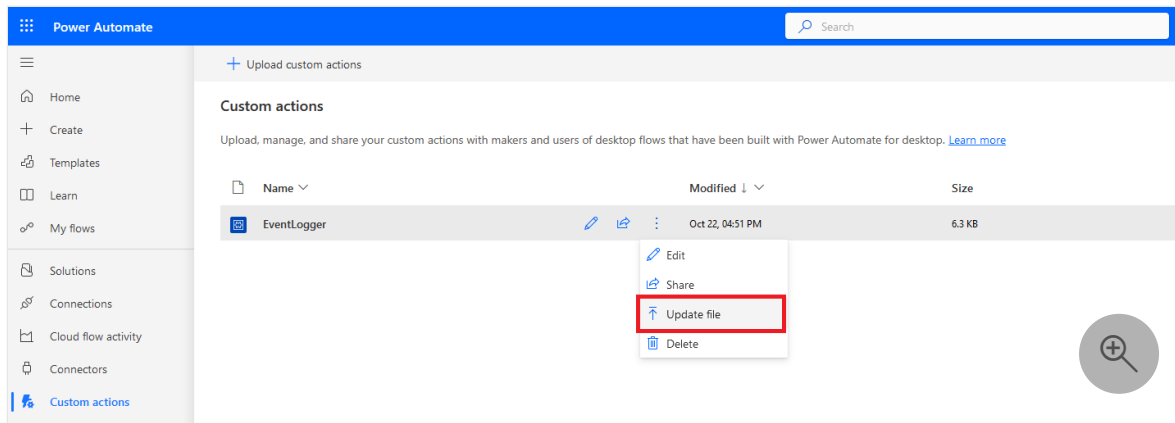 Power Automate
Search
Upload custom actions
Home
Create
Templates
Learn
My flows
Solutions
Connections
Cloud flow activity
Connectors
Custom actions
Custom actions
Upload, manage, and share your custom actions with makers and users of desktop flows that have been built with Power Automate for desktop. Learn more
Name Modified ↓ Size
EventLogger Oct 22, 04:51 PM 6.3 KB
Edit
Share
Update file
Delete